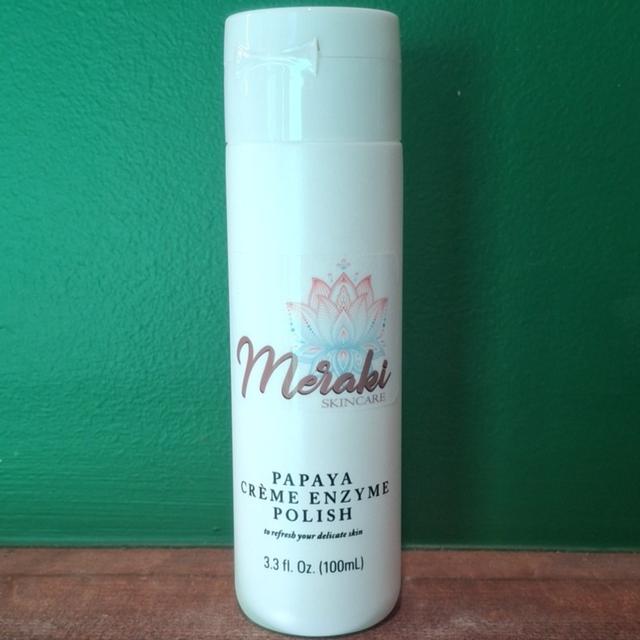 Meraki
SKINCARE
PAPAYA
CRÈME ENZYME
POLISH
to refresh your delicate skin
3.3 fl. Oz. (100mL)